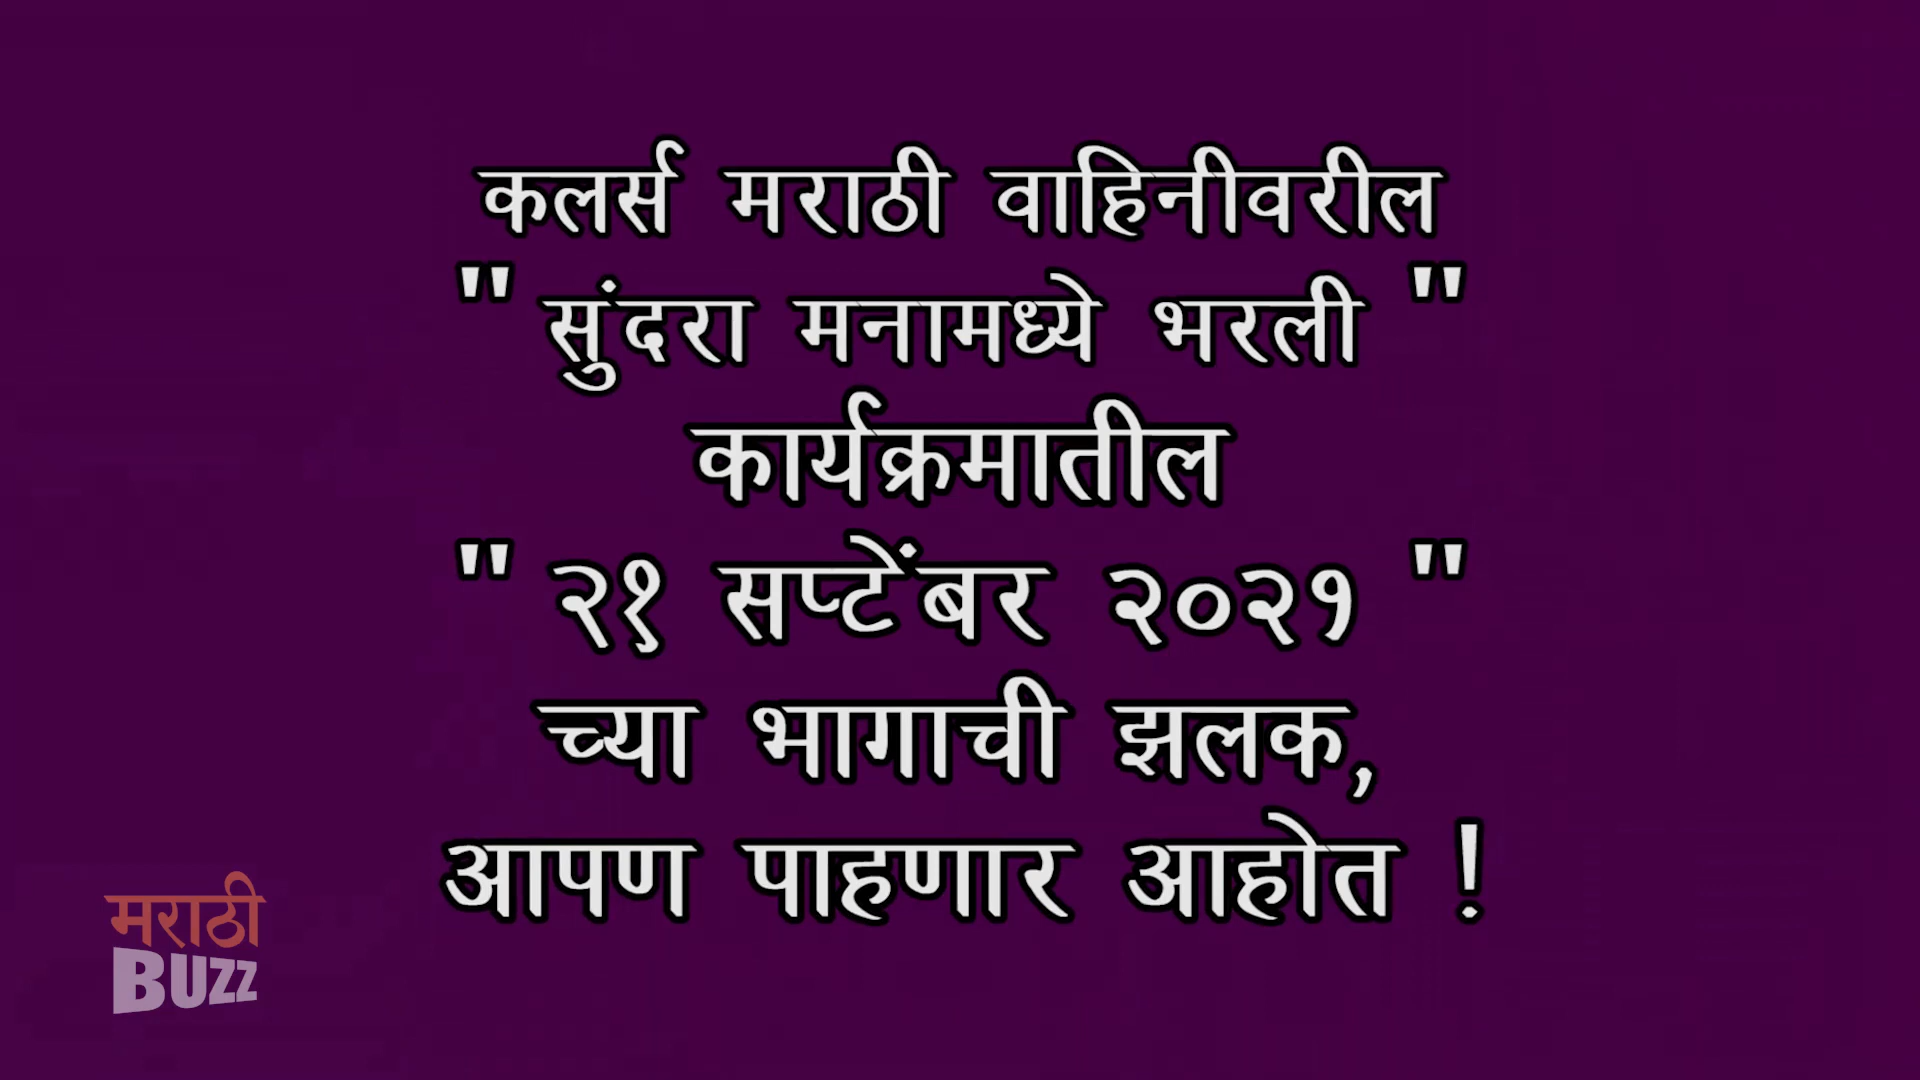 कलर्स मराठी वाहिनीवरील
" सुंदरा मनामध्ये भरली "
कार्यक्रमातील
" २१ सप्टेंबर २०२१ "
च्या भागाची झलक,
आपण पाहणार आहोत !
मराठी
BUZZ